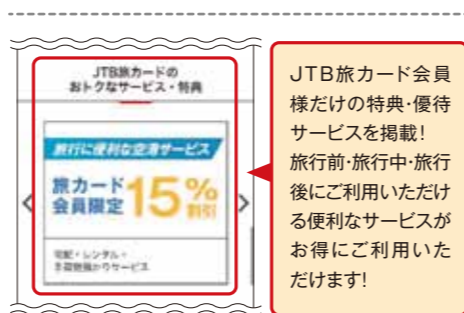 JTB旅カードの
おトクなサービス・特典
旅行に便利な空港サービス
旅カード
会員限定
15%
割引
宅配・レンタル・
手荷物預かりサービス
JTB旅カード会員
様だけの特典・優待
サービスを掲載!
旅行前・旅行中・旅行
後にご利用いただけ
る便利なサービスが
お得にご利用いた
だけます!